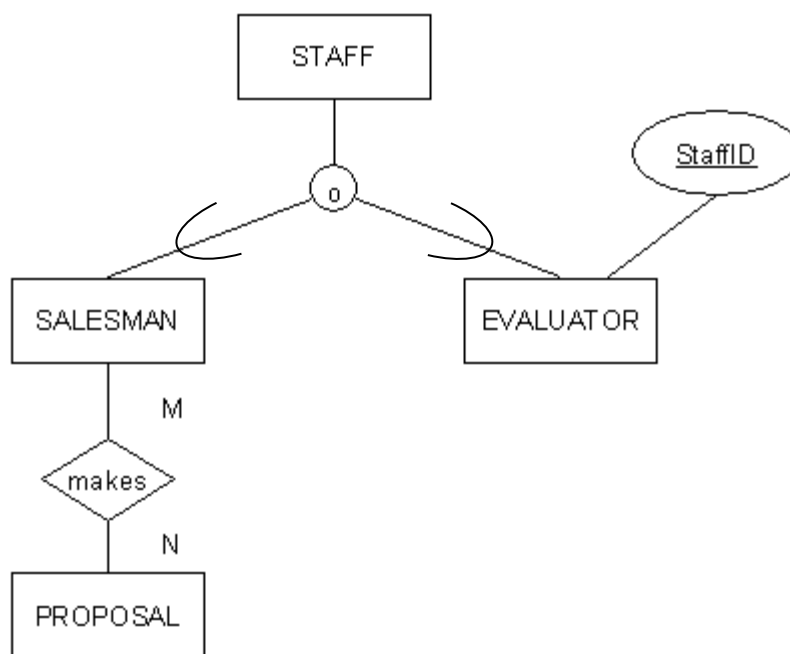 STAFF
StaffID
o
SALESMAN
EVALUATOR
M
makes
N
PROPOSAL